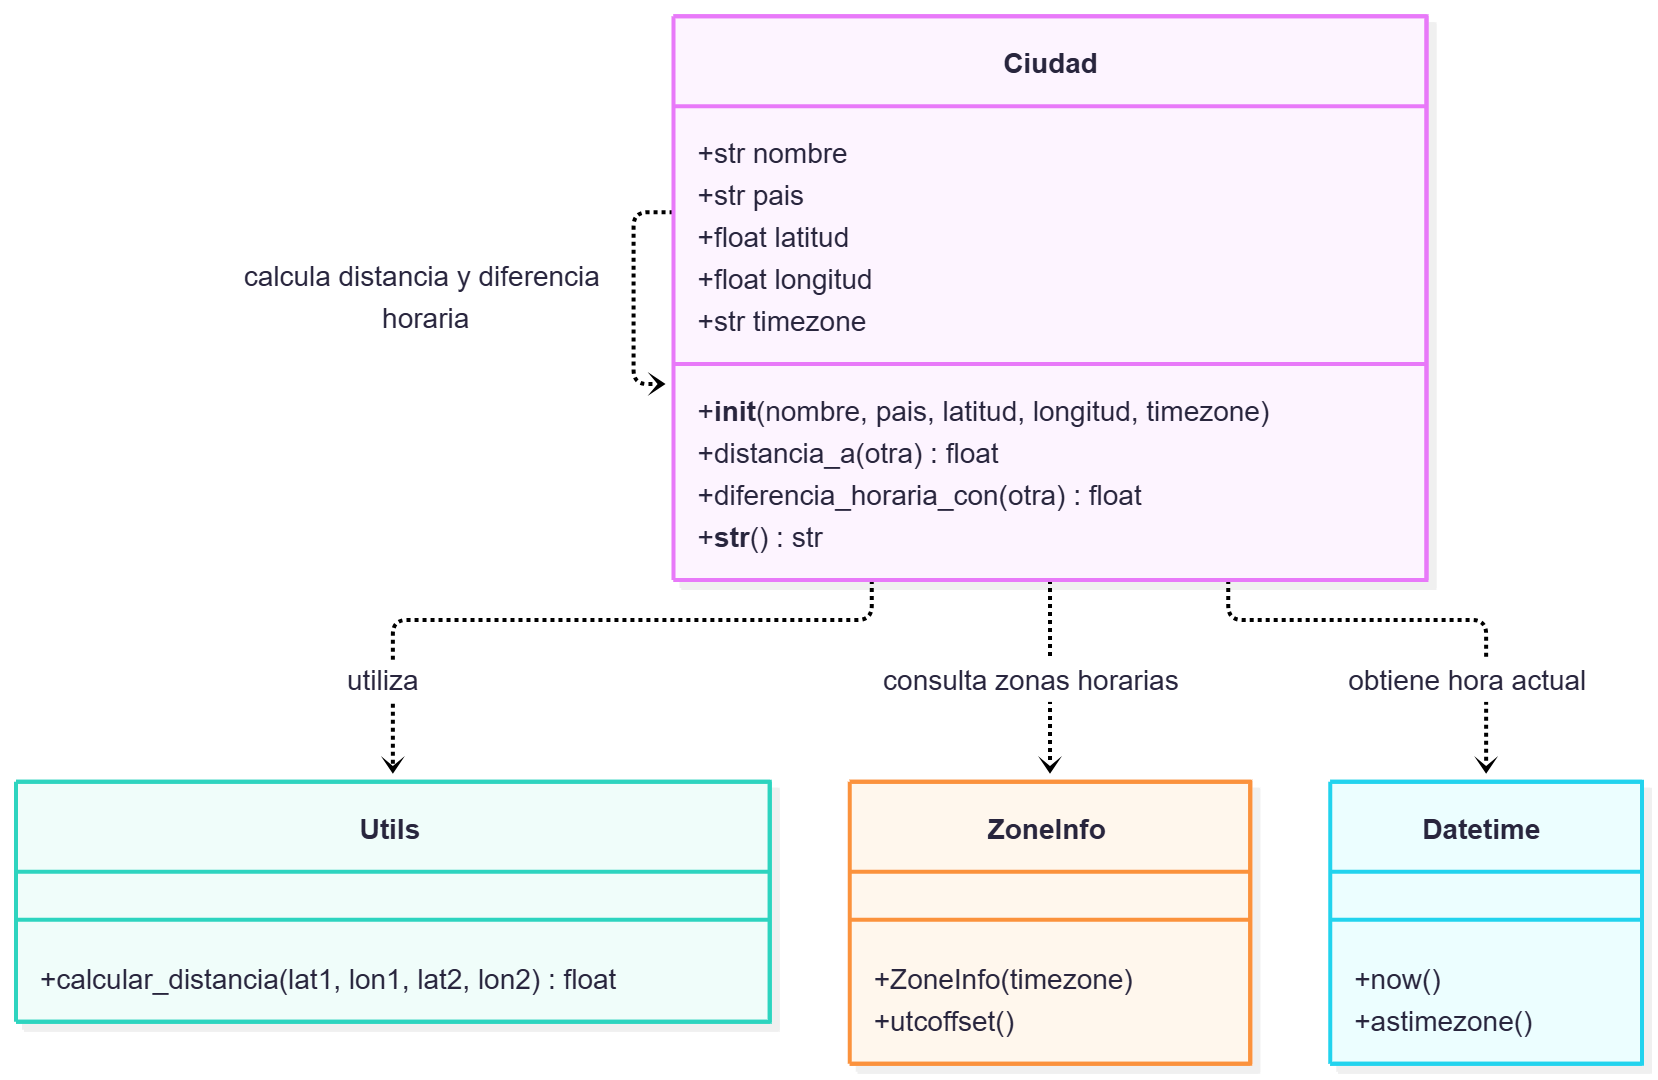 Ciudad
+str nombre
+str pais
+float latitud
+float longitud
+str timezone
calcula distancia y diferencia
horaria
+init(nombre, pais, latitud, longitud, timezone)
+distancia_a(otra) : float
+diferencia_horaria_con(otra) : float
+str() : str
utiliza
consulta zonas horarias
obtiene hora actual
Utils
+calcular_distancia(lat1, lon1, lat2, lon2) : float
ZoneInfo
+ZoneInfo(timezone)
+utcoffset()
Datetime
+now()
+astimezone()